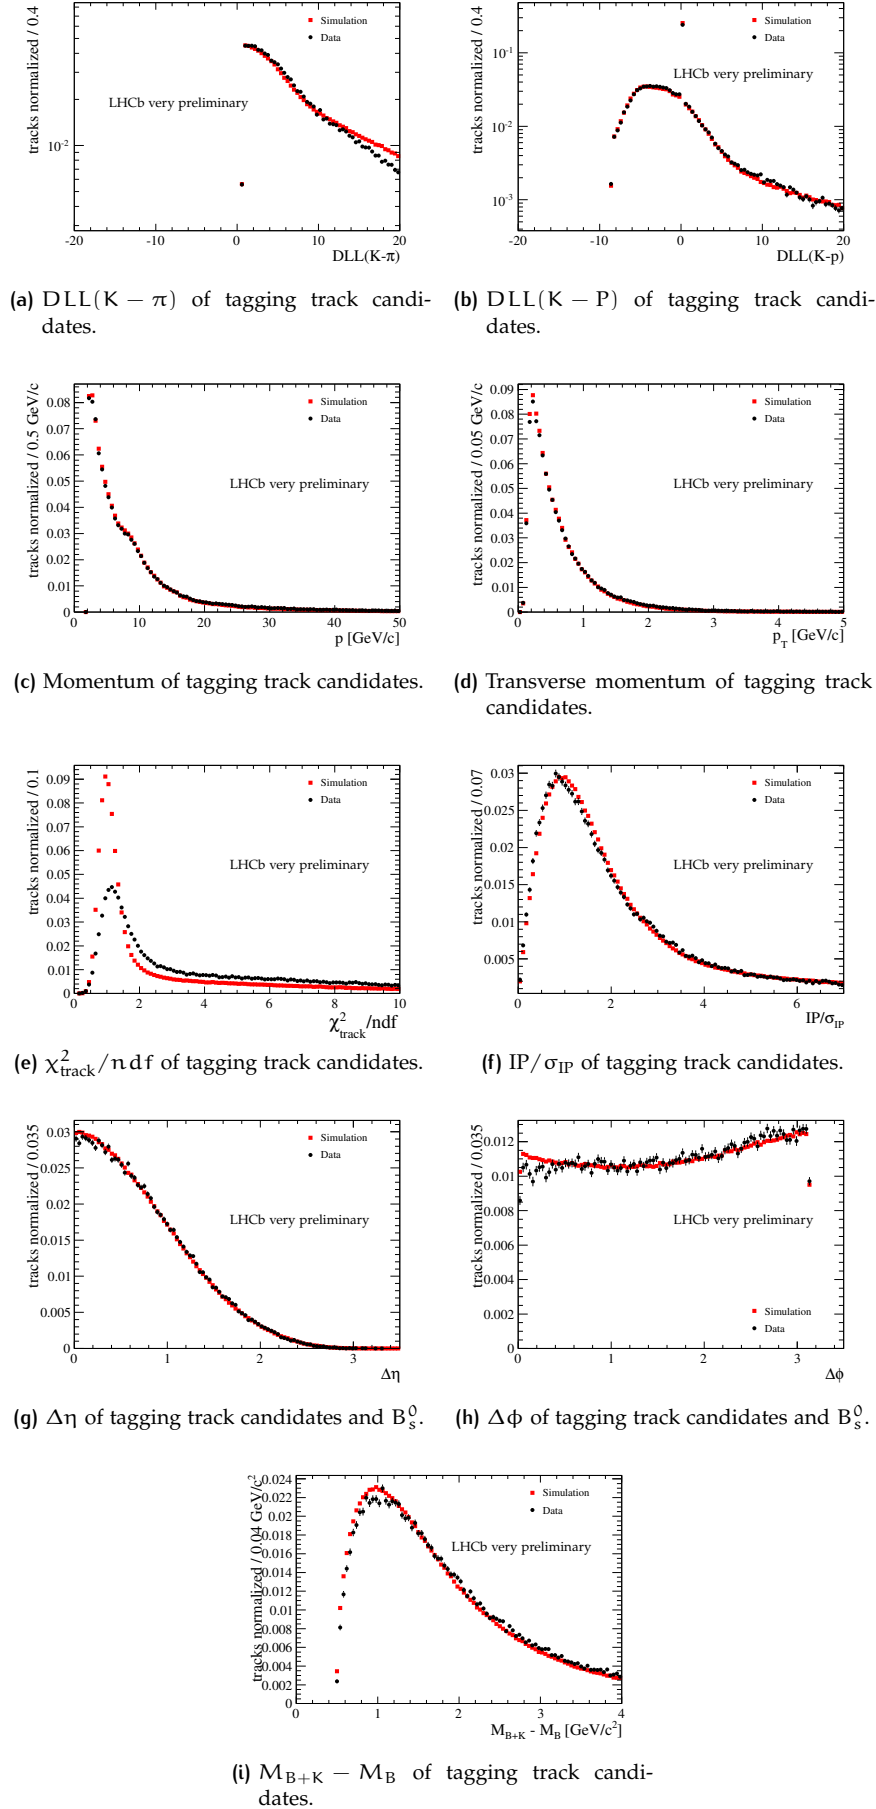 tracks normalized / 0.4
Simulation
Data
LHCb very preliminary
10⁻²
-20 -10 0 10 20
DLL(K-π)
(a) DLL(K − π) of tagging track candi-
dates.
tracks normalized / 0.4
Simulation
Data
LHCb very preliminary
10⁻¹
10⁻²
10⁻³
-20 -10 0 10 20
DLL(K-p)
(b) DLL(K − P) of tagging track candi-
dates.
tracks normalized / 0.5 GeV/c
Simulation
Data
LHCb very preliminary
0.08
0.07
0.06
0.05
0.04
0.03
0.02
0.01
0
0 10 20 30 40 50
p [GeV/c]
(c) Momentum of tagging track candidates.
tracks normalized / 0.05 GeV/c
Simulation
Data
LHCb very preliminary
0.09
0.08
0.07
0.06
0.05
0.04
0.03
0.02
0.01
0
0 1 2 3 4 5
p_T [GeV/c]
(d) Transverse momentum of tagging track
candidates.
tracks normalized / 0.1
Simulation
Data
LHCb very preliminary
0.09
0.08
0.07
0.06
0.05
0.04
0.03
0.02
0.01
0
0 2 4 6 8 10
χ²_track/ndf
(e) χ²_track/ndf of tagging track candidates.
tracks normalized / 0.07
Simulation
Data
LHCb very preliminary
0.03
0.025
0.02
0.015
0.01
0.005
0 2 4 6
IP/σ_IP
(f) IP/σ_IP of tagging track candidates.
tracks normalized / 0.035
Simulation
Data
LHCb very preliminary
0.03
0.025
0.02
0.015
0.01
0.005
0
0 1 2 3
Δη
(g) Δη of tagging track candidates and B⁰_s.
tracks normalized / 0.035
LHCb very preliminary
Simulation
Data
0.012
0.01
0.008
0.006
0.004
0.002
0
0 1 2 3
Δϕ
(h) Δϕ of tagging track candidates and B⁰_s.
tracks normalized / 0.04 GeV/c²
Simulation
Data
LHCb very preliminary
0.024
0.022
0.02
0.018
0.016
0.014
0.012
0.01
0.008
0.006
0.004
0.002
0
0 1 2 3 4
M_B+K - M_B [GeV/c²]
(i) M_B+K − M_B of tagging track candi-
dates.